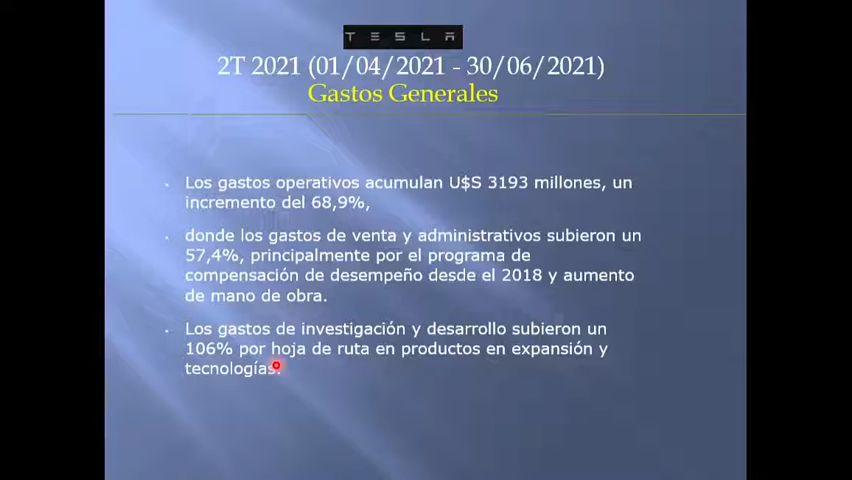 TESLA
2T 2021 (01/04/2021 - 30/06/2021)
Gastos Generales
Los gastos operativos acumulan U$S 3193 millones, un
incremento del 68,9%,
donde los gastos de venta y administrativos subieron un
57,4%, principalmente por el programa de
compensación de desempeño desde el 2018 y aumento
de mano de obra.
Los gastos de investigación y desarrollo subieron un
106% por hoja de ruta en productos en expansión y
tecnologías.